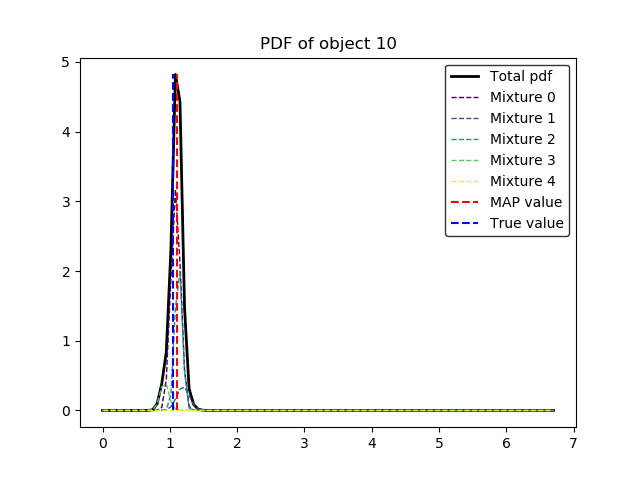 PDF of object 10
Total pdf
Mixture 0
Mixture 1
Mixture 2
Mixture 3
Mixture 4
MAP value
True value
5
4
3
2
1
0
0 1 2 3 4 5 6 7